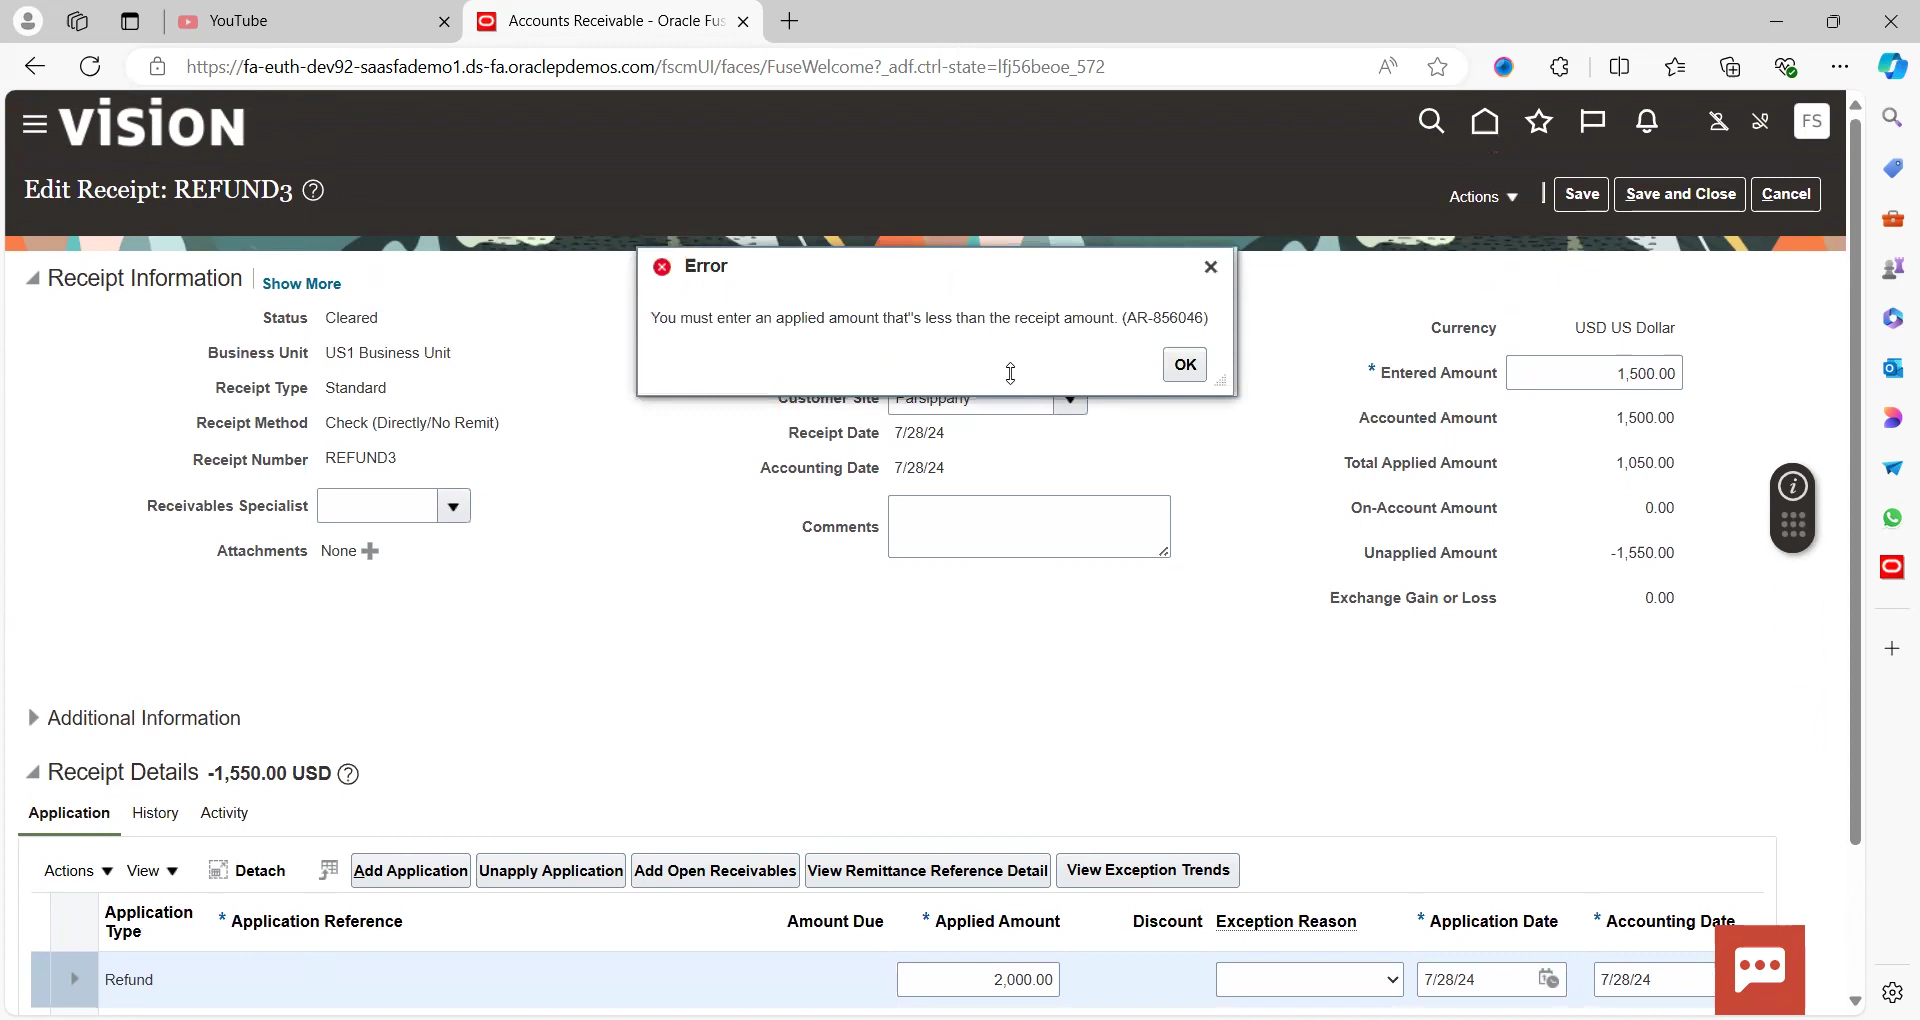 YouTube
Accounts Receivable - Oracle Fus
https://fa-euth-dev92-saasfademo1.ds-fa.oraclepdemos.com/fscmUI/faces/FuseWelcome?_adf.ctrl-state=lfj56beoe_572
VISION
FS
Edit Receipt: REFUND3
Actions
Save
Save and Close
Cancel
Receipt Information
Show More
Status Cleared
Business Unit US1 Business Unit
Receipt Type Standard
Receipt Method Check (Directly/No Remit)
Receipt Number REFUND3
Receivables Specialist
Attachments None
Error
You must enter an applied amount that''s less than the receipt amount. (AR-856046)
OK
Customer Site Parsippany
Receipt Date 7/28/24
Accounting Date 7/28/24
Comments
Currency USD US Dollar
* Entered Amount 1,500.00
Accounted Amount 1,500.00
Total Applied Amount 1,050.00
On-Account Amount 0.00
Unapplied Amount -1,550.00
Exchange Gain or Loss 0.00
Additional Information
Receipt Details -1,550.00 USD
Application History Activity
Actions View Detach Add Application Unapply Application Add Open Receivables View Remittance Reference Detail View Exception Trends
Application Type * Application Reference Amount Due * Applied Amount Discount Exception Reason * Application Date * Accounting Date
Refund 2,000.00 7/28/24 7/28/24